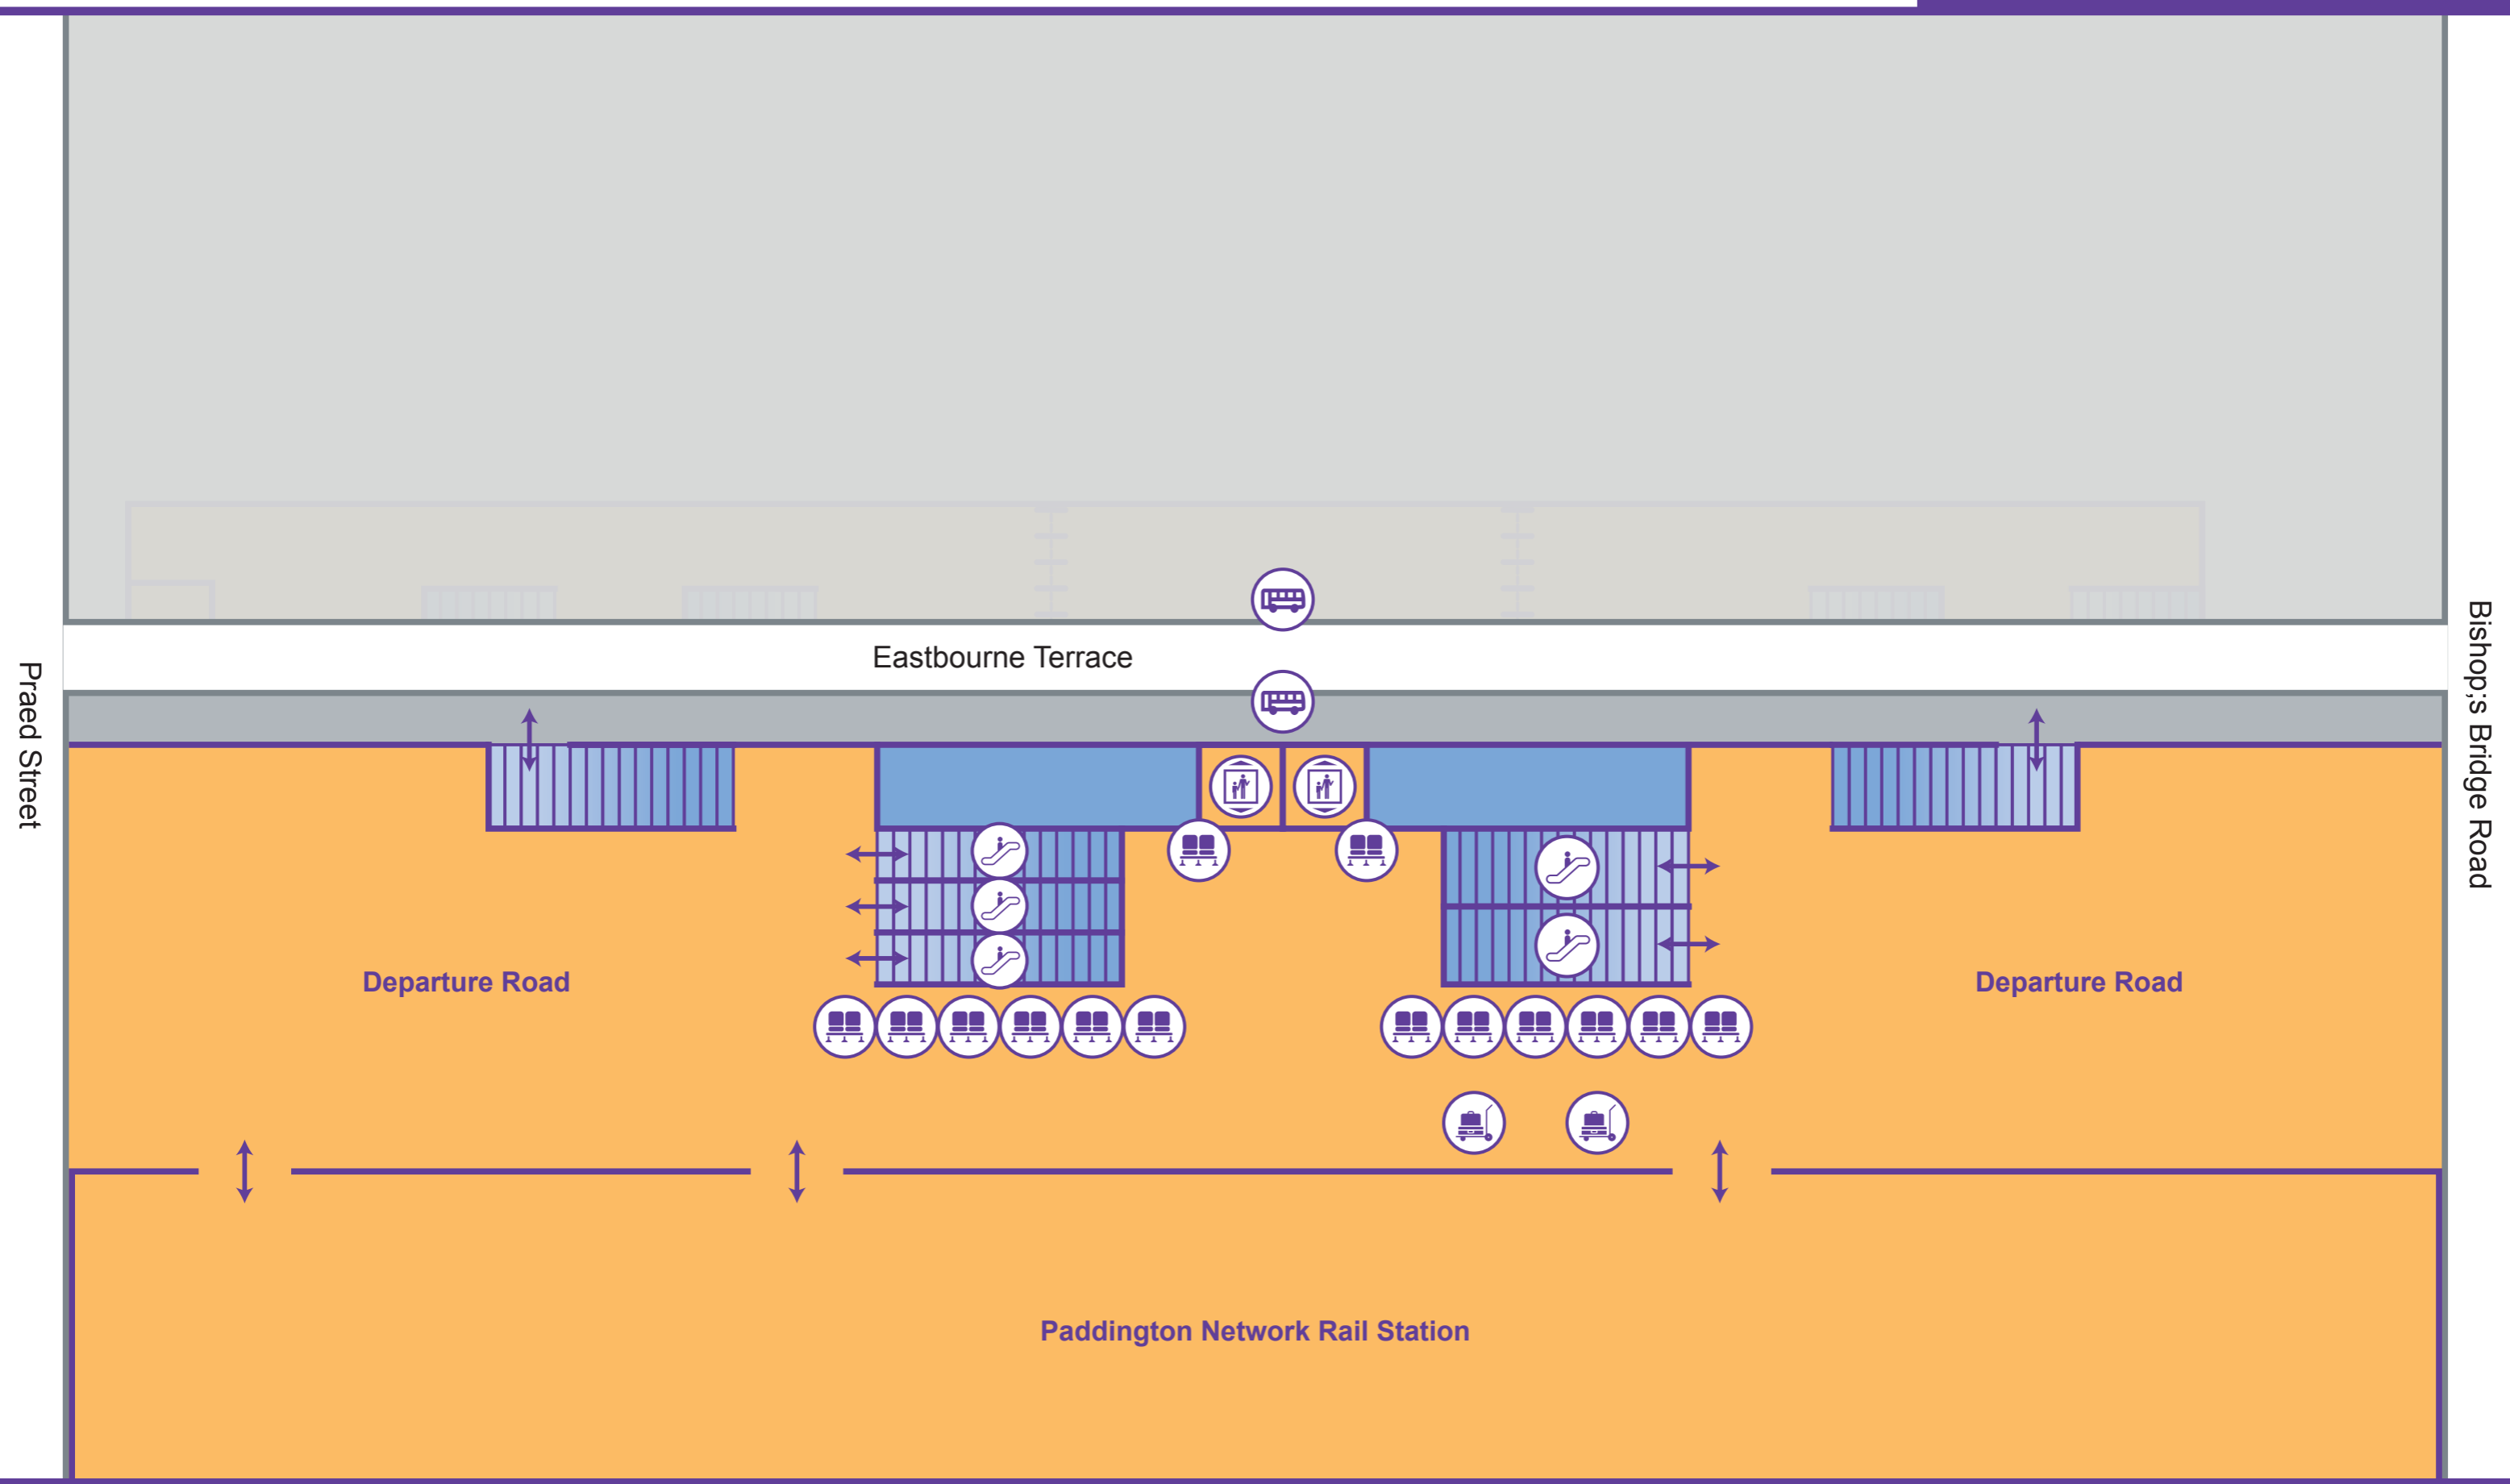 Eastbourne Terrace
Praed Street
Bishop;s Bridge Road
Departure Road
Departure Road
Paddington Network Rail Station